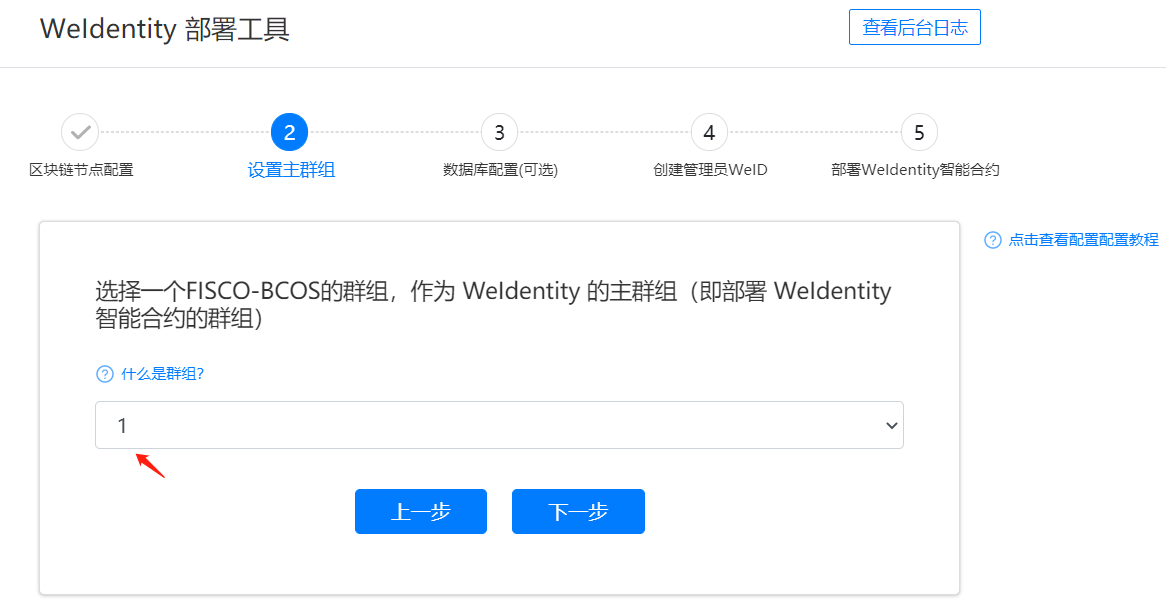 WeIdentity 部署工具
查看后台日志
2
3
4
5
区块链节点配置
设置主群组
数据库配置(可选)
创建管理员WeID
部署WeIdentity智能合约
点击查看配置配置教程
选择一个FISCO-BCOS的群组，作为 WeIdentity 的主群组（即部署 WeIdentity
智能合约的群组）
什么是群组?
1
上一步
下一步